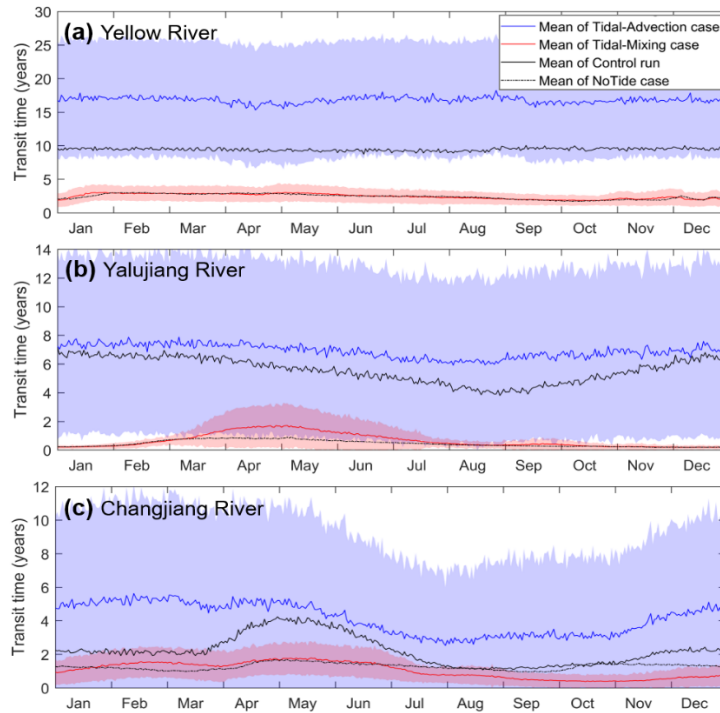 (a) Yellow River
Mean of Tidal-Advection case
Mean of Tidal-Mixing case
Mean of Control run
Mean of NoTide case
Transit time (years)
30
25
20
15
10
5
0
Jan Feb Mar Apr May Jun Jul Aug Sep Oct Nov Dec
(b) Yalujiang River
Transit time (years)
14
12
10
8
6
4
2
0
Jan Feb Mar Apr May Jun Jul Aug Sep Oct Nov Dec
(c) Changjiang River
Transit time (years)
12
10
8
6
4
2
0
Jan Feb Mar Apr May Jun Jul Aug Sep Oct Nov Dec